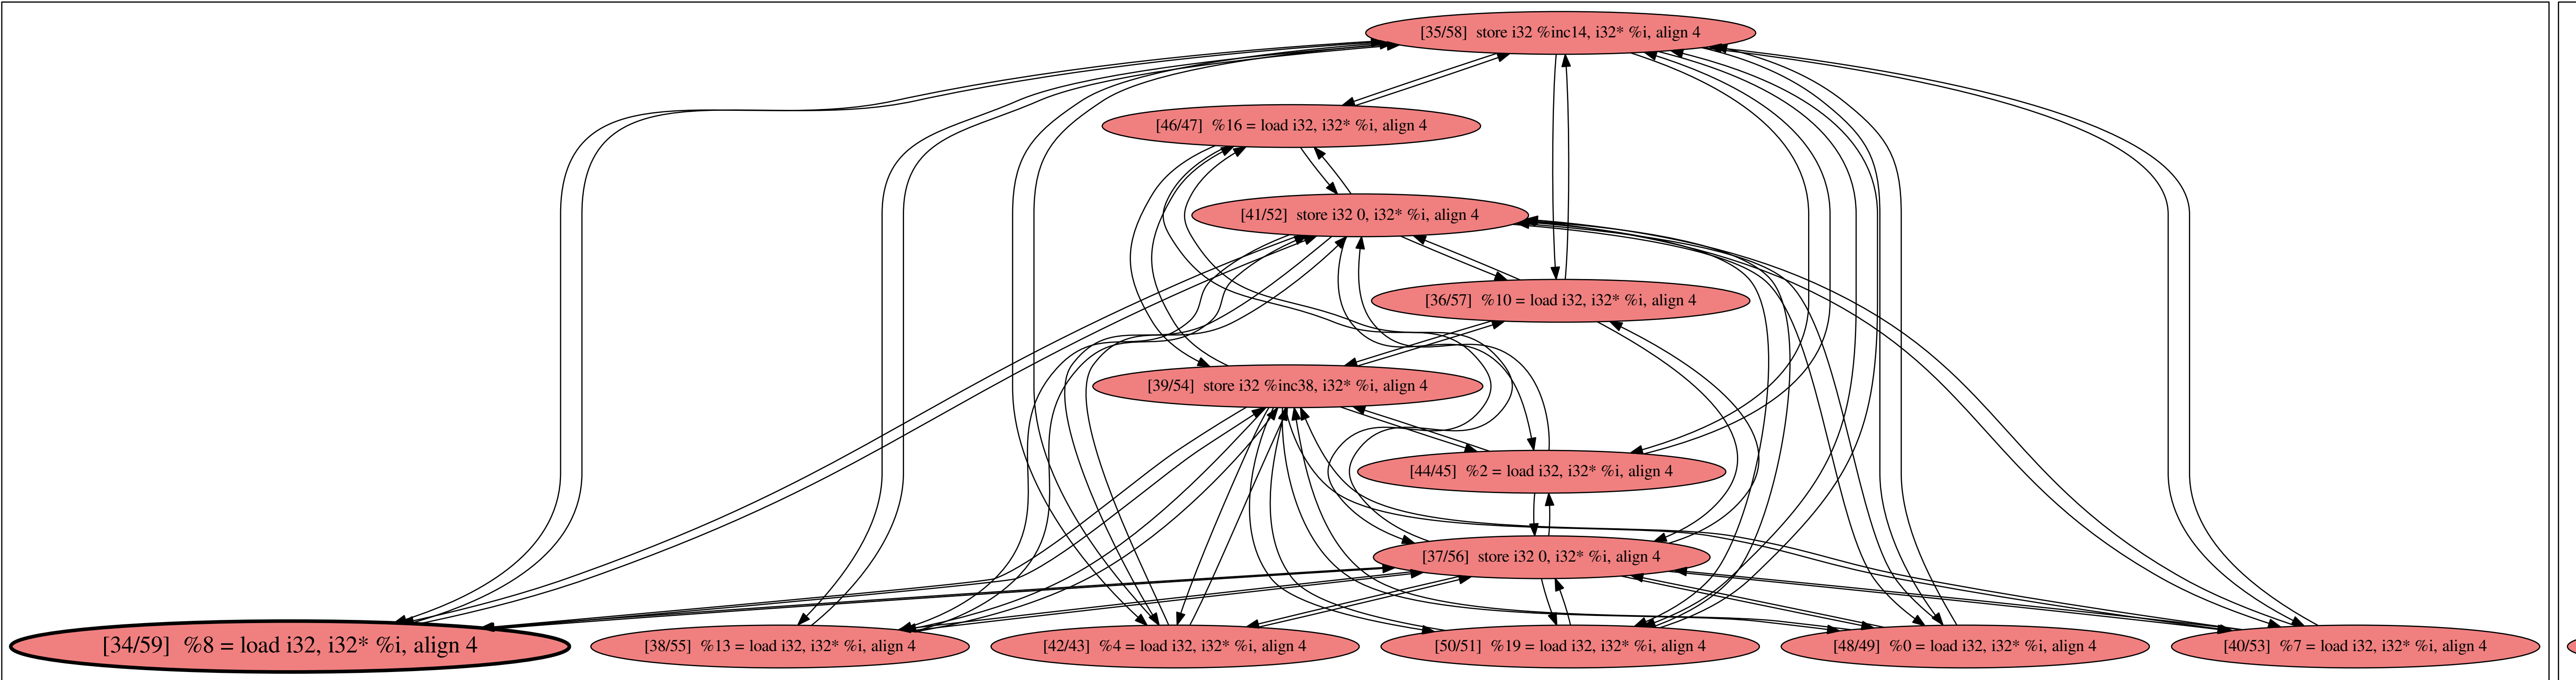 [35/58]  store i32 %inc14, i32* %i, align 4
[46/47]  %16 = load i32, i32* %i, align 4
[41/52]  store i32 0, i32* %i, align 4
[36/57]  %10 = load i32, i32* %i, align 4
[39/54]  store i32 %inc38, i32* %i, align 4
[44/45]  %2 = load i32, i32* %i, align 4
[37/56]  store i32 0, i32* %i, align 4
[34/59]  %8 = load i32, i32* %i, align 4
[38/55]  %13 = load i32, i32* %i, align 4
[42/43]  %4 = load i32, i32* %i, align 4
[50/51]  %19 = load i32, i32* %i, align 4
[48/49]  %0 = load i32, i32* %i, align 4
[40/53]  %7 = load i32, i32* %i, align 4